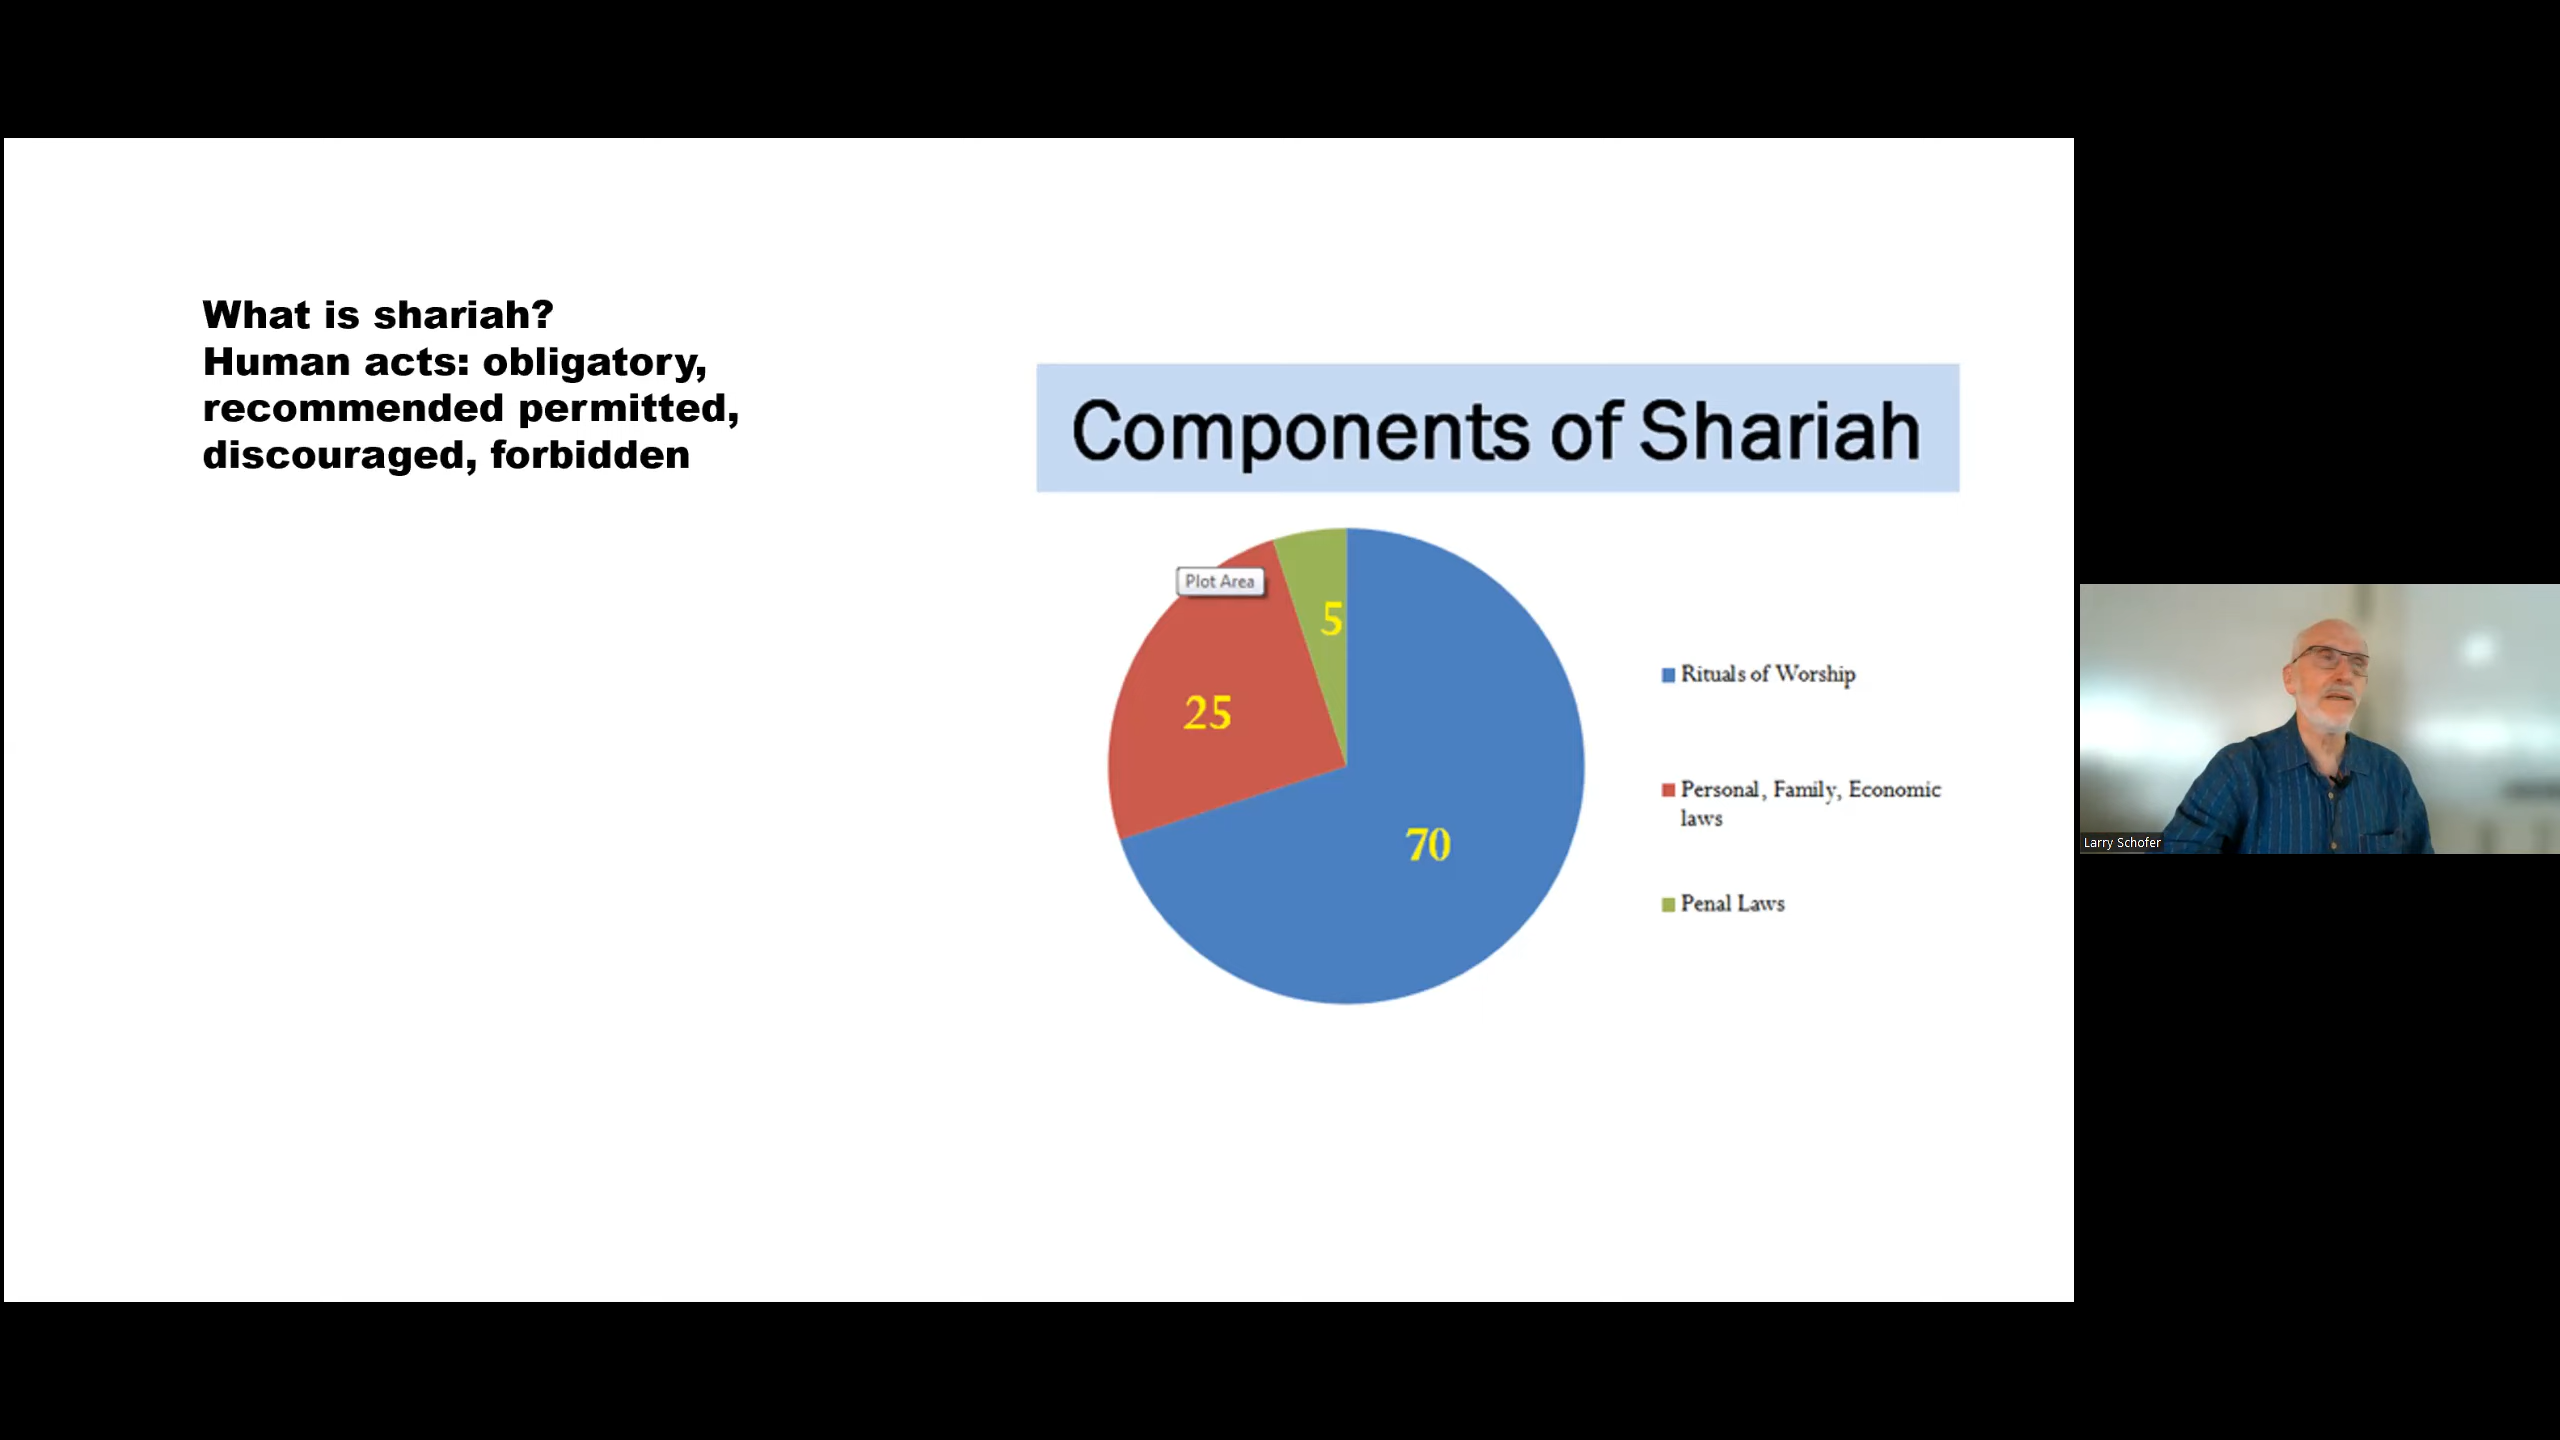 What is shariah?
Human acts: obligatory,
recommended permitted,
discouraged, forbidden
Components of Shariah
Plot Area
5
25
70
Rituals of Worship
Personal, Family, Economic
laws
Penal Laws
Larry Schofer